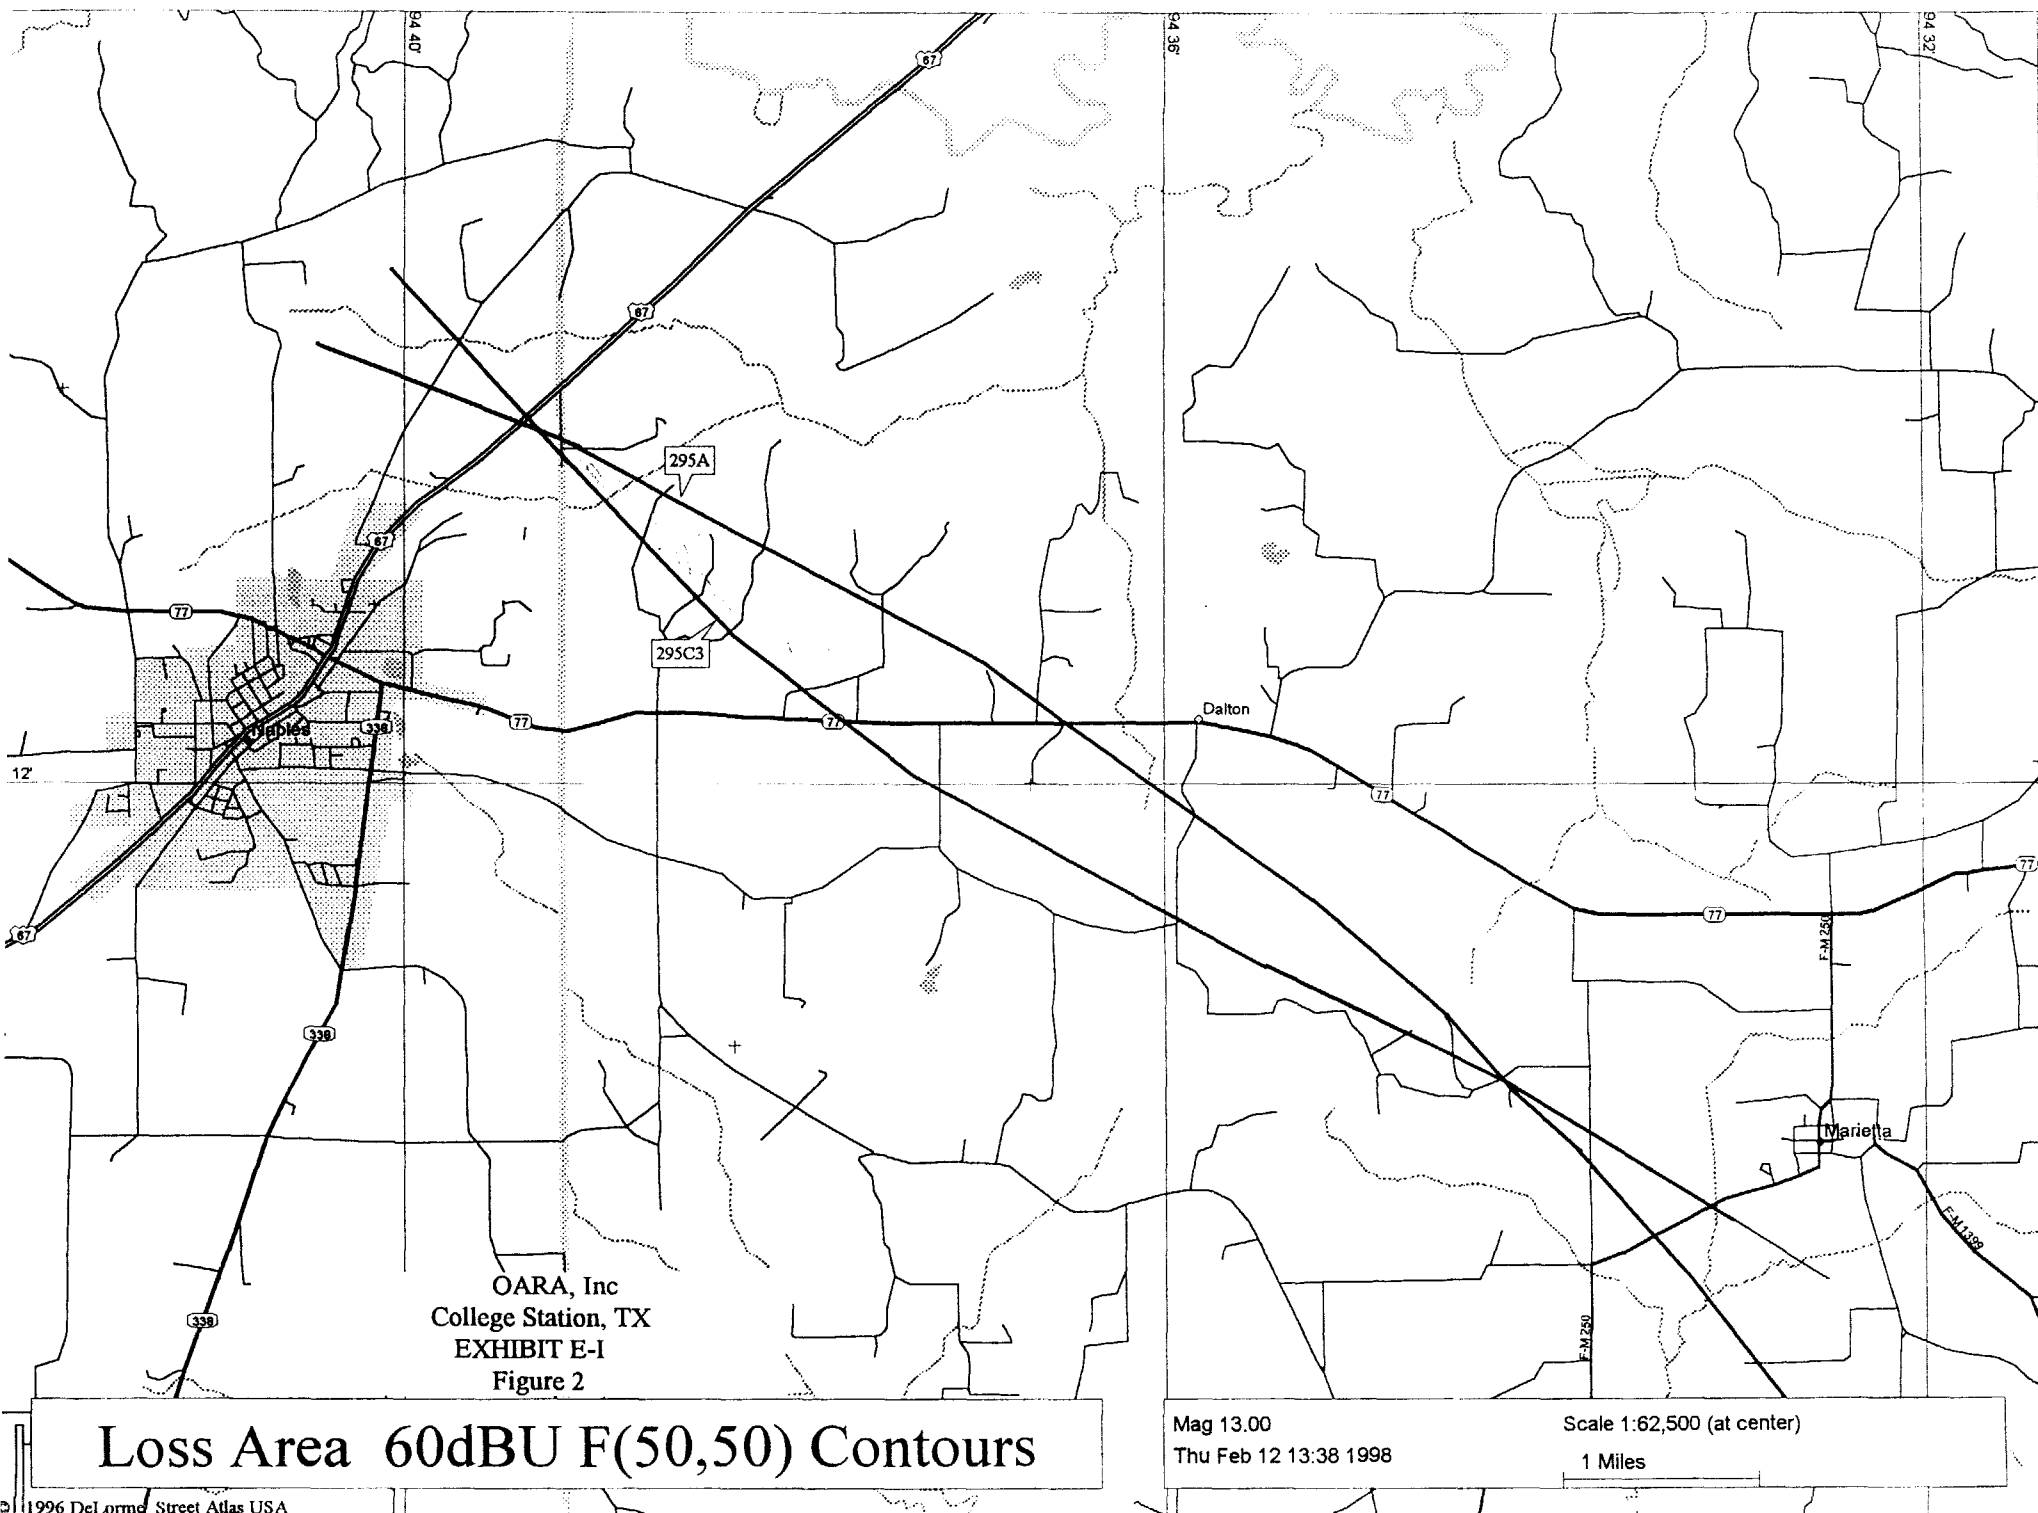 94 40'
94 36'
94 32'
67
67
295A
67
77
295C3
Dalton
77
77
Naples
338
12'
77
77
77
67
F-M 250
338
Marietta
F-M 1399
OARA, Inc
338
College Station, TX
F-M 250
EXHIBIT E-I
Figure 2
Loss Area 60dBU F(50,50) Contours
Mag 13.00
Scale 1:62,500 (at center)
Thu Feb 12 13:38 1998
1 Miles
© 1996 DeLorme Street Atlas USA